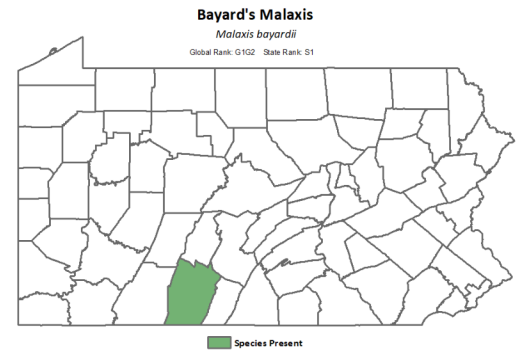 Bayard's Malaxis
Malaxis bayardii
Global Rank: G1G2 State Rank: S1
Species Present